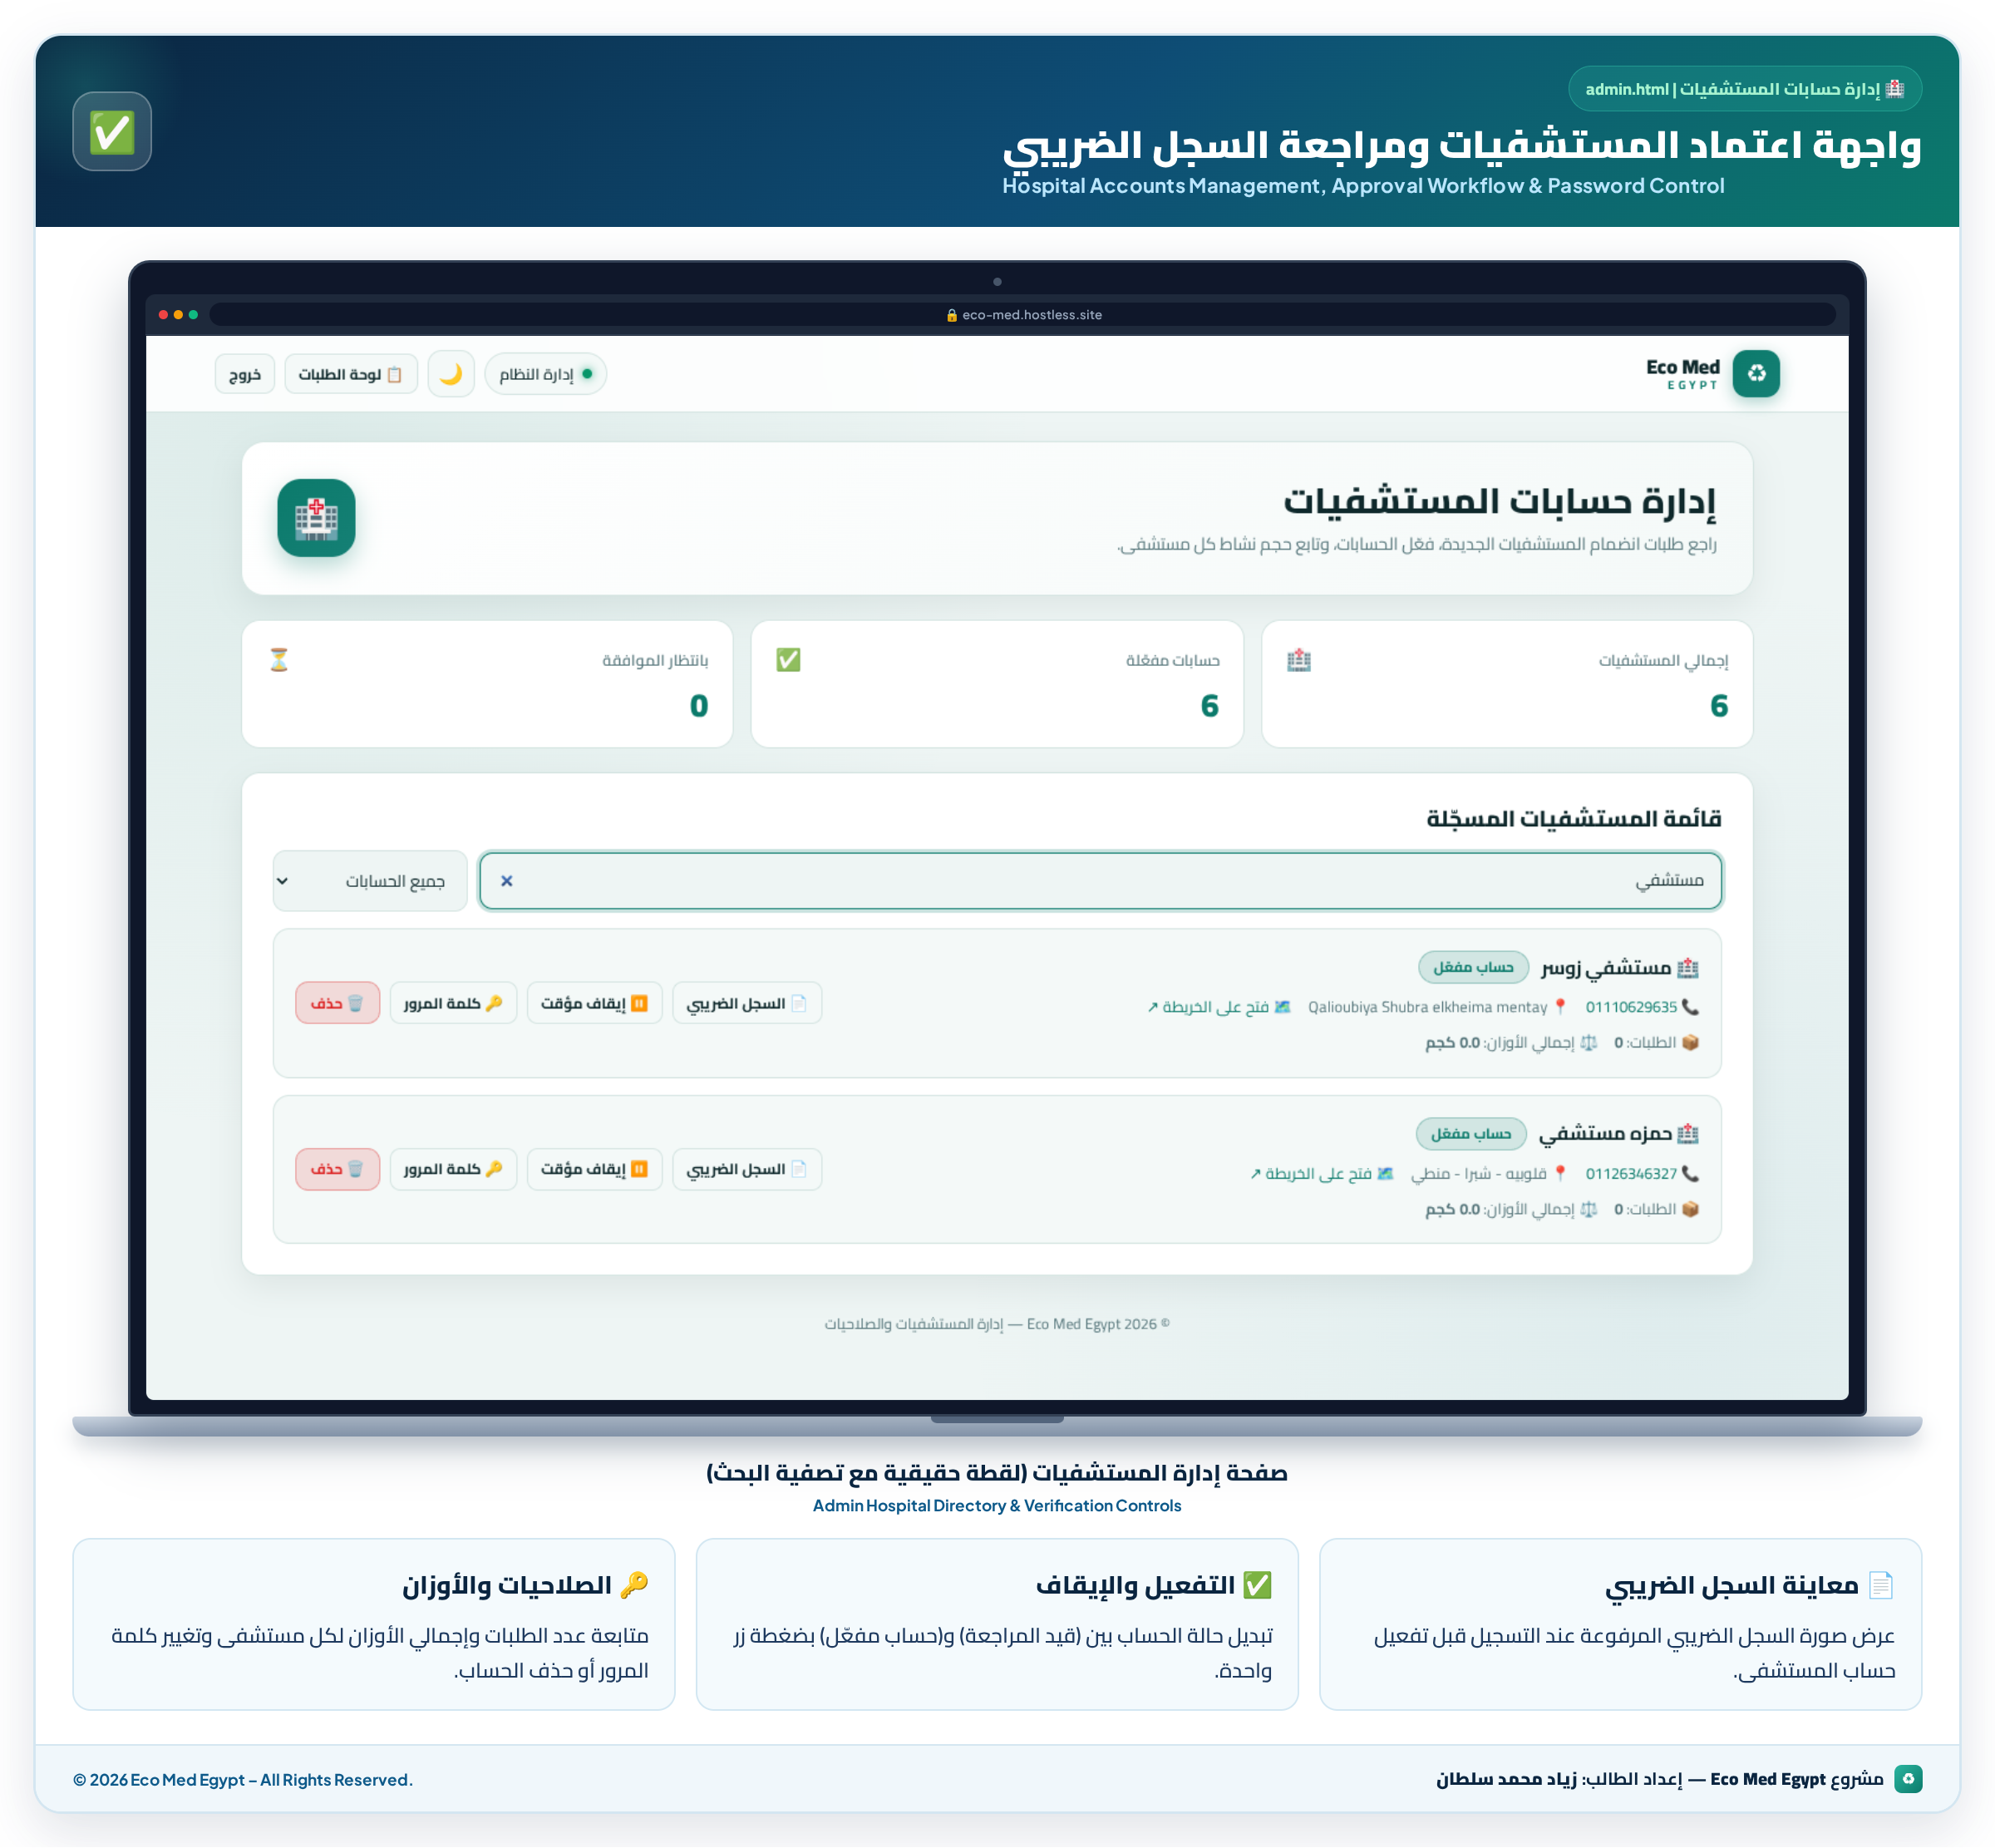 🏥 إدارة حسابات المستشفيات | admin.html
واجهة اعتماد المستشفيات ومراجعة السجل الضريبي
Hospital Accounts Management, Approval Workflow & Password Control
🔒 eco-med.hostless.site
Eco Med
EGYPT
إدارة النظام
📋 لوحة الطلبات
خروج
إدارة حسابات المستشفيات
راجع طلبات انضمام المستشفيات الجديدة، فعّل الحسابات، وتابع حجم نشاط كل مستشفى.
إجمالي المستشفيات
6
حسابات مفعّلة
6
بانتظار الموافقة
0
قائمة المستشفيات المسجّلة
مستشفي
جميع الحسابات
🏥 مستشفي زوسر حساب مفعّل
📞 01110629635 📍 Qalioubiya Shubra elkheima mentay 🗺️ فتح على الخريطة ↗
📦 الطلبات: 0 ⚖️ إجمالي الأوزان: 0.0 كجم
📄 السجل الضريبي
⏸️ إيقاف مؤقت
🔑 كلمة المرور
🗑️ حذف
🏥 حمزه مستشفي حساب مفعّل
📞 01126346327 📍 قلوبيه - شبرا - منطي 🗺️ فتح على الخريطة ↗
📦 الطلبات: 0 ⚖️ إجمالي الأوزان: 0.0 كجم
📄 السجل الضريبي
⏸️ إيقاف مؤقت
🔑 كلمة المرور
🗑️ حذف
© 2026 Eco Med Egypt — إدارة المستشفيات والصلاحيات
صفحة إدارة المستشفيات (لقطة حقيقية مع تصفية البحث)
Admin Hospital Directory & Verification Controls
📄 معاينة السجل الضريبي
عرض صورة السجل الضريبي المرفوعة عند التسجيل قبل تفعيل
حساب المستشفى.
✅ التفعيل والإيقاف
تبديل حالة الحساب بين (قيد المراجعة) و(حساب مفعّل) بضغطة زر
واحدة.
🔑 الصلاحيات والأوزان
متابعة عدد الطلبات وإجمالي الأوزان لكل مستشفى وتغيير كلمة
المرور أو حذف الحساب.
مشروع Eco Med Egypt — إعداد الطالب: زياد محمد سلطان
© 2026 Eco Med Egypt – All Rights Reserved.